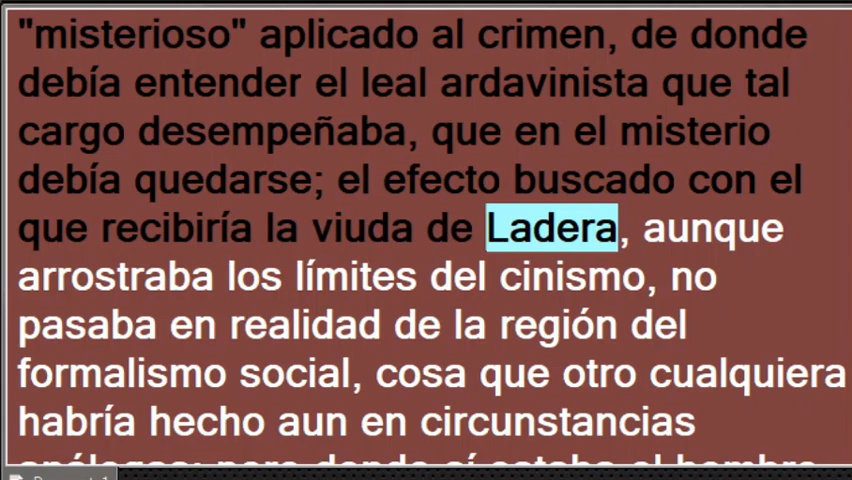 "misterioso" aplicado al crimen, de donde
debía entender el leal ardavinista que tal
cargo desempeñaba, que en el misterio
debía quedarse; el efecto buscado con el
que recibiría la viuda de Ladera, aunque
arrostraba los límites del cinismo, no
pasaba en realidad de la región del
formalismo social, cosa que otro cualquiera
habría hecho aun en circunstancias